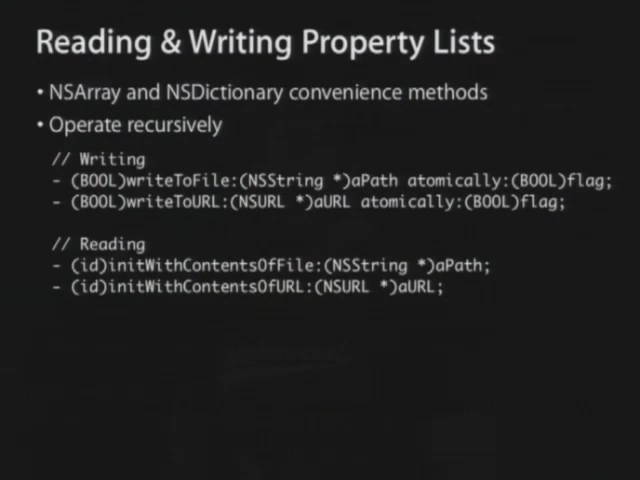 Reading & Writing Property Lists
• NSArray and NSDictionary convenience methods
• Operate recursively
// Writing
- (BOOL)writeToFile:(NSString *)aPath atomically:(BOOL)flag;
- (BOOL)writeToURL:(NSURL *)aURL atomically:(BOOL)flag;
// Reading
- (id)initWithContentsOfFile:(NSString *)aPath;
- (id)initWithContentsOfURL:(NSURL *)aURL;